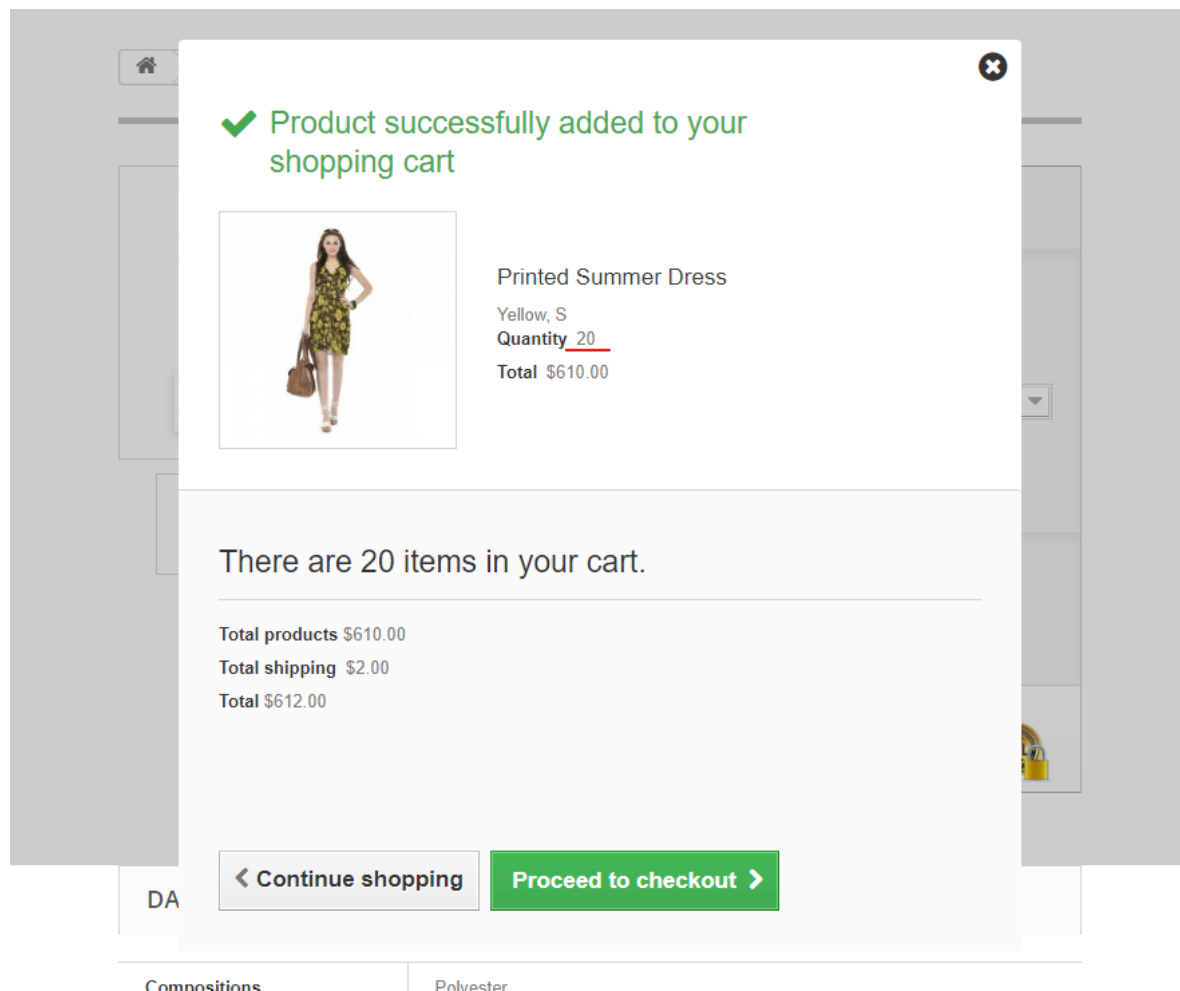 Product successfully added to your
shopping cart
Printed Summer Dress
Yellow, S
Quantity 20
Total $610.00
There are 20 items in your cart.
Total products $610.00
Total shipping $2.00
Total $612.00
Continue shopping
Proceed to checkout
DA
Compositions
Polyester